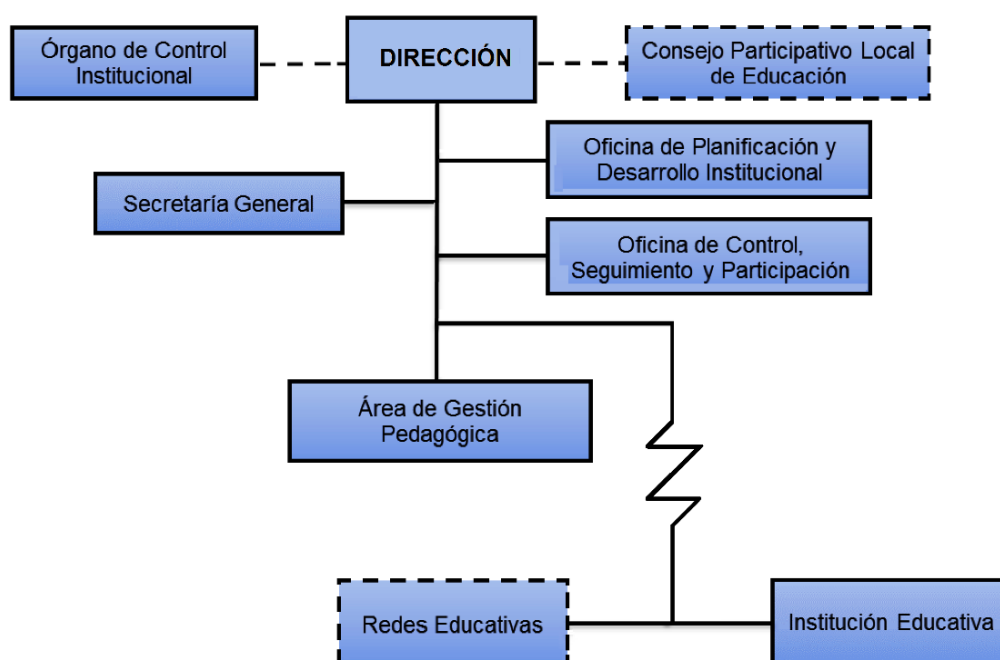 Órgano de Control
Institucional
DIRECCIÓN
Consejo Participativo Local
de Educación
Oficina de Planificación y
Desarrollo Institucional
Secretaría General
Oficina de Control,
Seguimiento y Participación
Área de Gestión
Pedagógica
Redes Educativas
Institución Educativa